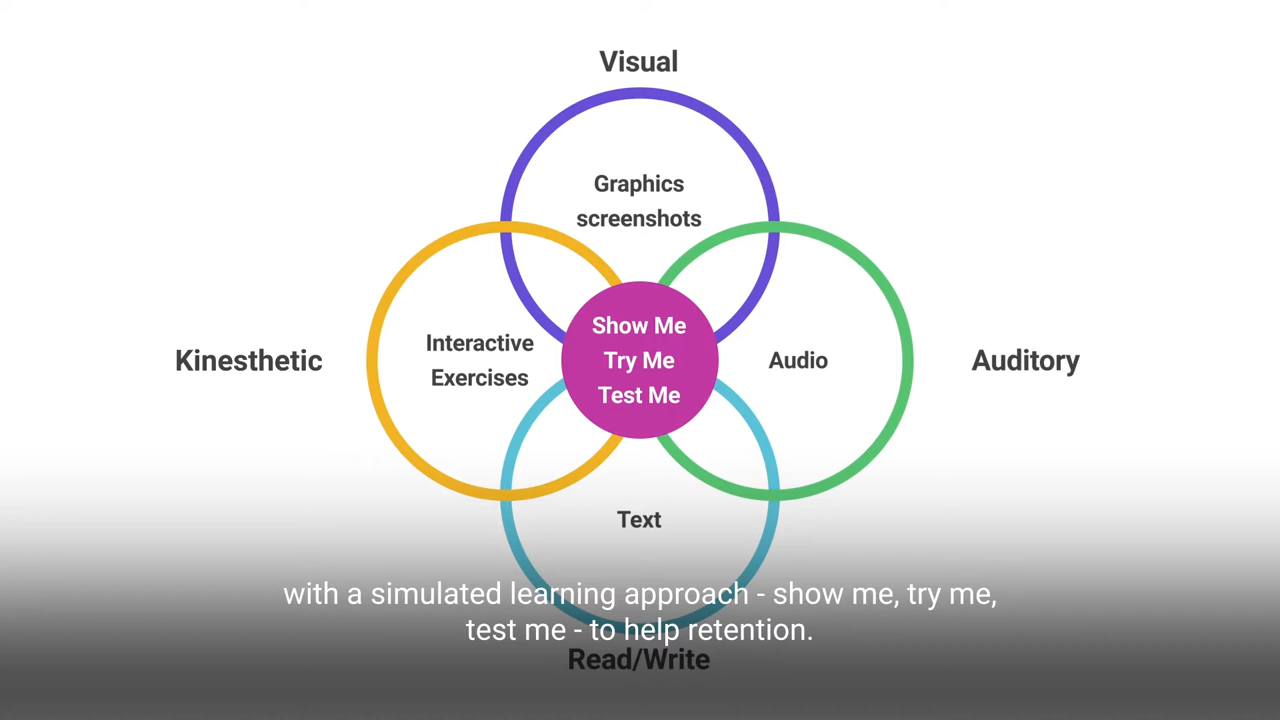 Visual
Graphics
screenshots
Kinesthetic
Interactive
Exercises
Show Me
Try Me
Test Me
Audio
Auditory
Text
with a simulated learning approach - show me, try me,
test me - to help retention.
Read/Write